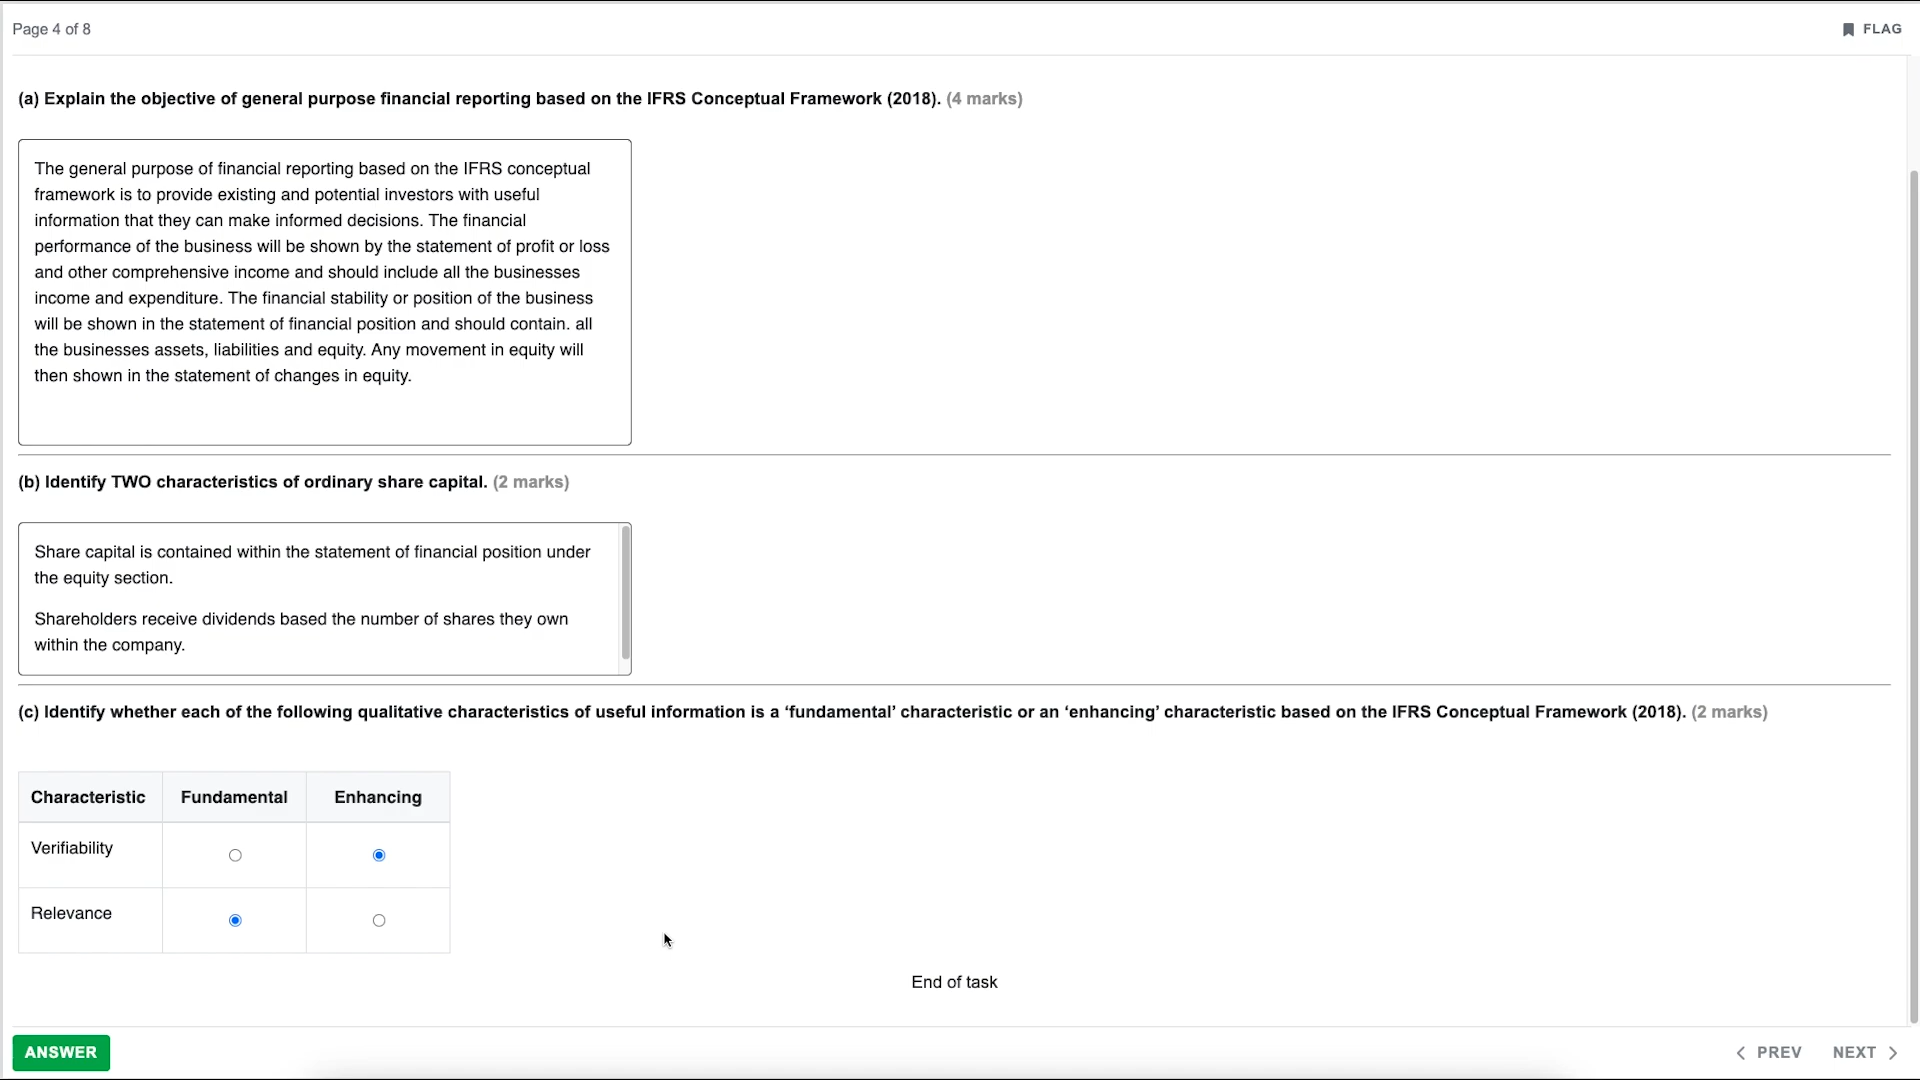 Page 4 of 8
FLAG
(a) Explain the objective of general purpose financial reporting based on the IFRS Conceptual Framework (2018). (4 marks)
The general purpose of financial reporting based on the IFRS conceptual
framework is to provide existing and potential investors with useful
information that they can make informed decisions. The financial
performance of the business will be shown by the statement of profit or loss
and other comprehensive income and should include all the businesses
income and expenditure. The financial stability or position of the business
will be shown in the statement of financial position and should contain. all
the businesses assets, liabilities and equity. Any movement in equity will
then shown in the statement of changes in equity.
(b) Identify TWO characteristics of ordinary share capital. (2 marks)
Share capital is contained within the statement of financial position under
the equity section.
Shareholders receive dividends based the number of shares they own
within the company.
(c) Identify whether each of the following qualitative characteristics of useful information is a ‘fundamental’ characteristic or an ‘enhancing’ characteristic based on the IFRS Conceptual Framework (2018). (2 marks)
Characteristic Fundamental Enhancing
Verifiability
Relevance
End of task
ANSWER
PREV NEXT